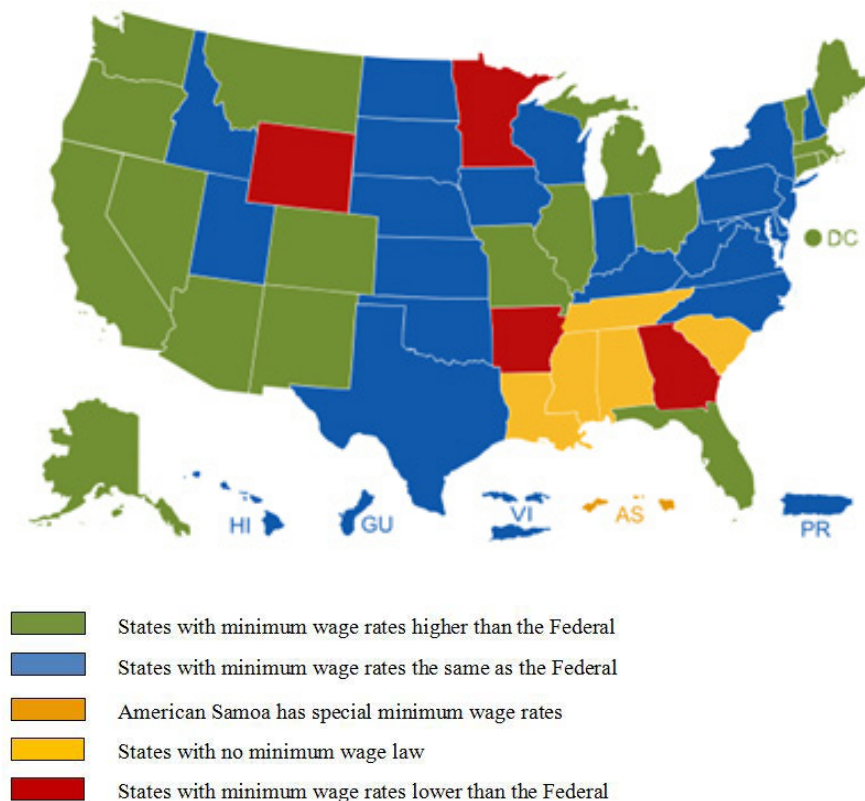 DC
HI
GU
VI
AS
PR
States with minimum wage rates higher than the Federal
States with minimum wage rates the same as the Federal
American Samoa has special minimum wage rates
States with no minimum wage law
States with minimum wage rates lower than the Federal